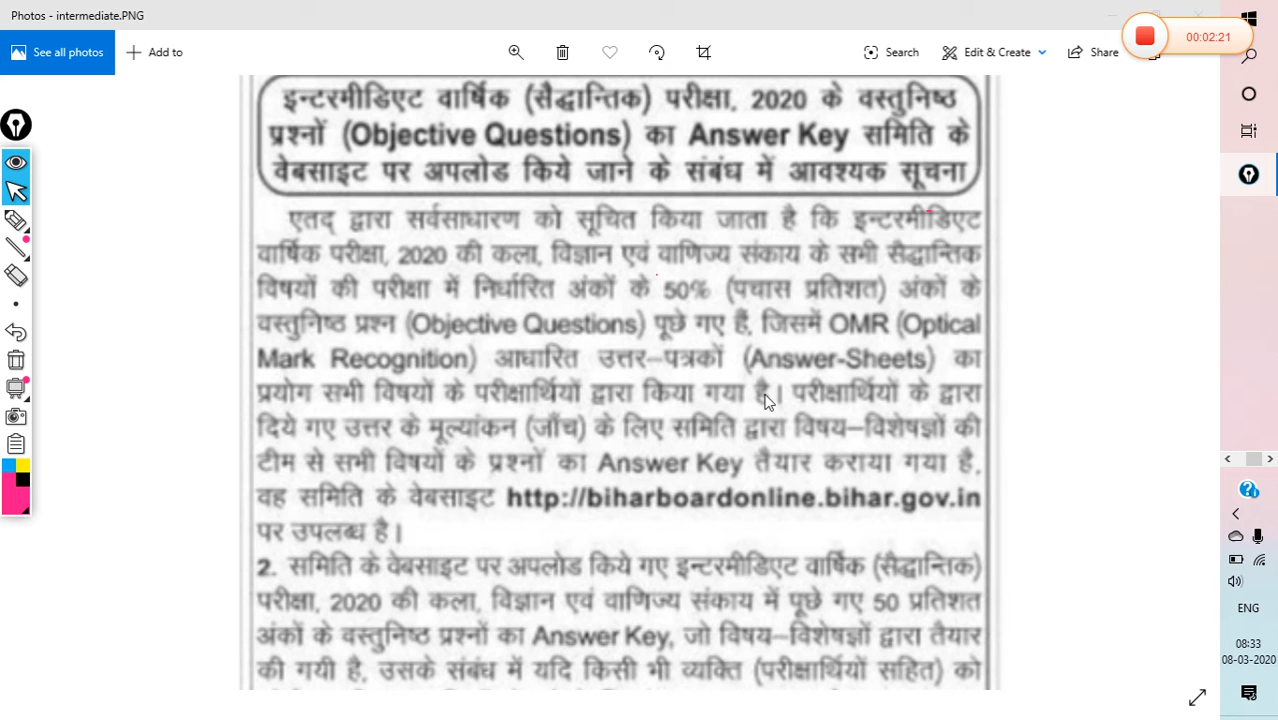 Photos - intermediate.PNG
See all photos
Add to
Search
Edit & Create
Share
00:02:21
इन्टरमीडिएट वार्षिक (सैद्धान्तिक) परीक्षा, 2020 के वस्तुनिष्ठ
प्रश्नों (Objective Questions) का Answer Key समिति के
वेबसाइट पर अपलोड किये जाने के संबंध में आवश्यक सूचना
एतद् द्वारा सर्वसाधारण को सूचित किया जाता है कि इन्टरमीडिएट
वार्षिक परीक्षा, 2020 की कला, विज्ञान एवं वाणिज्य संकाय के सभी सैद्धान्तिक
विषयों की परीक्षा में निर्धारित अंकों के 50% (पचास प्रतिशत) अंकों के
वस्तुनिष्ठ प्रश्न (Objective Questions) पूछे गए हैं, जिसमें OMR (Optical
Mark Recognition) आधारित उत्तर-पत्रकों (Answer-Sheets) का
प्रयोग सभी विषयों के परीक्षार्थियों द्वारा किया गया है। परीक्षार्थियों के द्वारा
दिये गए उत्तर के मूल्यांकन (जाँच) के लिए समिति द्वारा विषय-विशेषज्ञों की
टीम से सभी विषयों के प्रश्नों का Answer Key तैयार कराया गया है,
वह समिति के वेबसाइट http://biharboardonline.bihar.gov.in
पर उपलब्ध है।
2. समिति के वेबसाइट पर अपलोड किये गए इन्टरमीडिएट वार्षिक (सैद्धान्तिक)
परीक्षा, 2020 की कला, विज्ञान एवं वाणिज्य संकाय में पूछे गए 50 प्रतिशत
अंकों के वस्तुनिष्ठ प्रश्नों का Answer Key, जो विषय-विशेषज्ञों द्वारा तैयार
की गयी है, उसके संबंध में यदि किसी भी व्यक्ति (परीक्षार्थियों सहित) को
ENG
08:33
08-03-2020